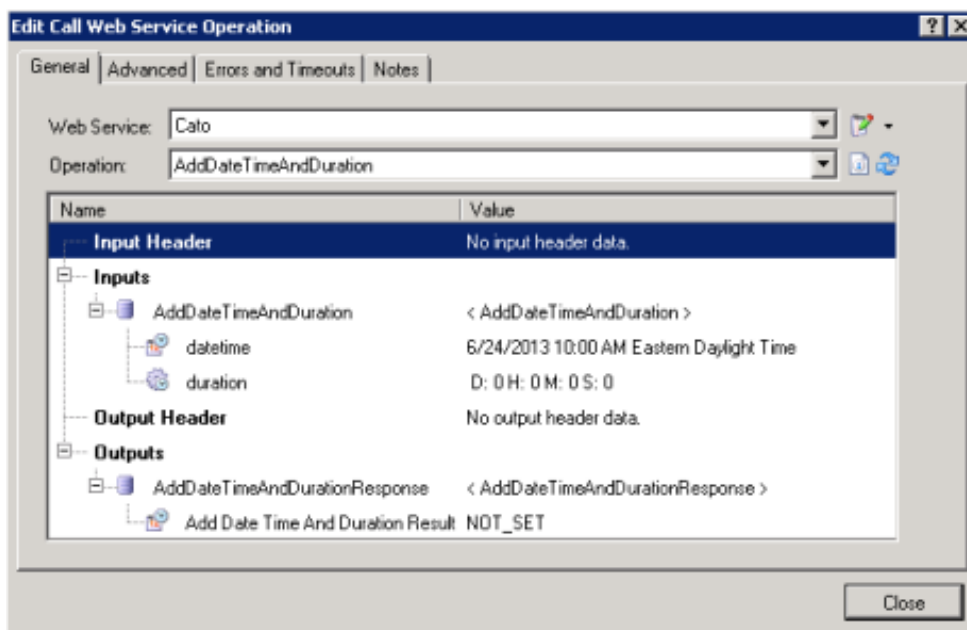 Edit Call Web Service Operation
General Advanced Errors and Timeouts Notes
Web Service: Cato
Operation: AddDateTimeAndDuration
Name Value
Input Header No input header data.
Inputs
AddDateTimeAndDuration < AddDateTimeAndDuration >
datetime 6/24/2013 10:00 AM Eastern Daylight Time
duration D: 0 H: 0 M: 0 S: 0
Output Header No output header data.
Outputs
AddDateTimeAndDurationResponse < AddDateTimeAndDurationResponse >
Add Date Time And Duration Result NOT_SET
Close